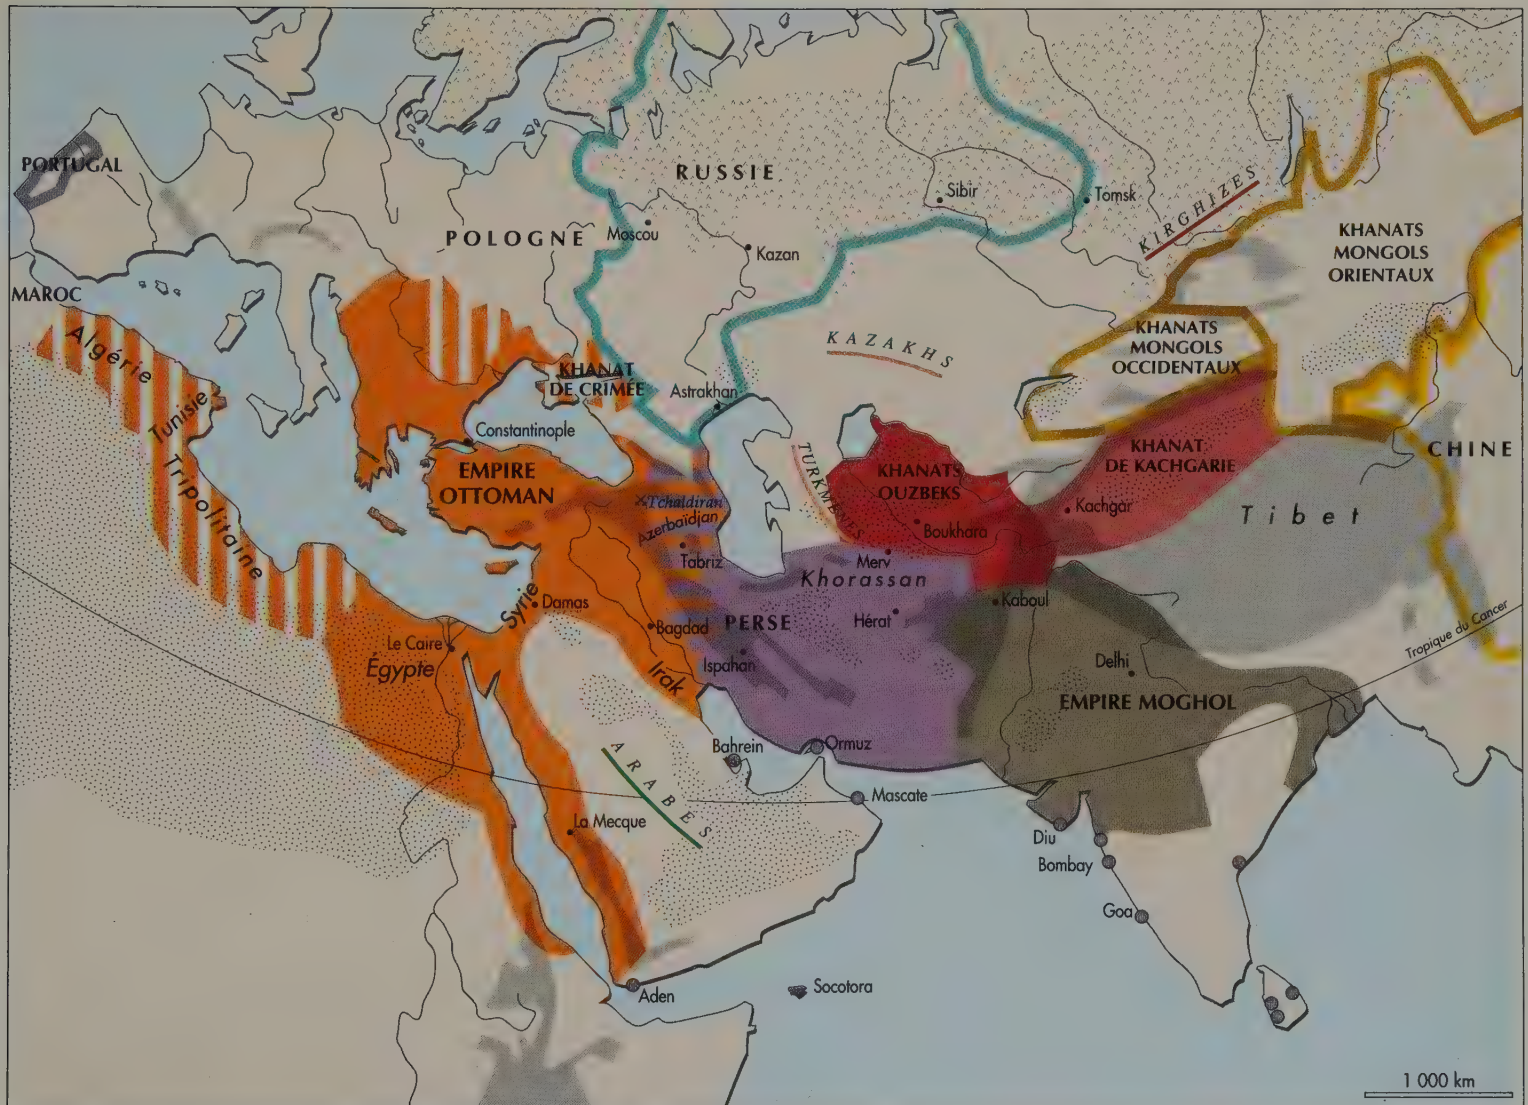 PORTUGAL
MAROC
Algérie
Tunisie
Tripolitaine
POLOGNE
RUSSIE
Moscou
Kazan
Sibir
Tomsk
KIRGHIZES
KHANATS
MONGOLS
ORIENTAUX
KHANATS
MONGOLS
OCCIDENTAUX
KAZAKHS
KHANAT
DE CRIMÉE
Astrakhan
Constantinople
EMPIRE
OTTOMAN
Tchaldiran
Azerbaïdjan
Tabriz
TURKMÈNES
KHANATS
OUZBEKS
Boukhara
KHANAT
DE KACHGARIE
Kachgar
CHINE
Tibet
Merv
Khorassan
Hérat
Kaboul
PERSE
Ispahan
Syrie
Damas
Bagdad
Irak
Le Caire
Égypte
Delhi
EMPIRE MOGHOL
Tropique du Cancer
Bahrein
Ormuz
Mascate
ARABES
La Mecque
Diu
Bombay
Goa
Aden
Socotora
1 000 km